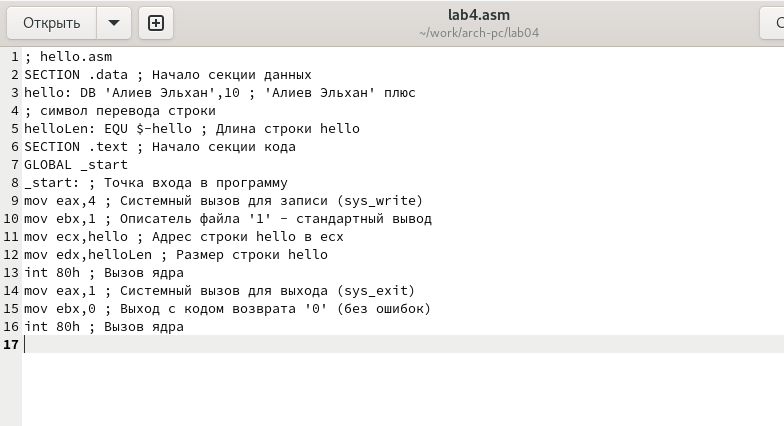 Открыть
lab4.asm
~/work/arch-pc/lab04
1 ; hello.asm
2 SECTION .data ; Начало секции данных
3 hello: DB 'Алиев Эльхан',10 ; 'Алиев Эльхан' плюс
4 ; символ перевода строки
5 helloLen: EQU $-hello ; Длина строки hello
6 SECTION .text ; Начало секции кода
7 GLOBAL _start
8 _start: ; Точка входа в программу
9 mov eax,4 ; Системный вызов для записи (sys_write)
10 mov ebx,1 ; Описатель файла '1' - стандартный вывод
11 mov ecx,hello ; Адрес строки hello в ecx
12 mov edx,helloLen ; Размер строки hello
13 int 80h ; Вызов ядра
14 mov eax,1 ; Системный вызов для выхода (sys_exit)
15 mov ebx,0 ; Выход с кодом возврата '0' (без ошибок)
16 int 80h ; Вызов ядра
17